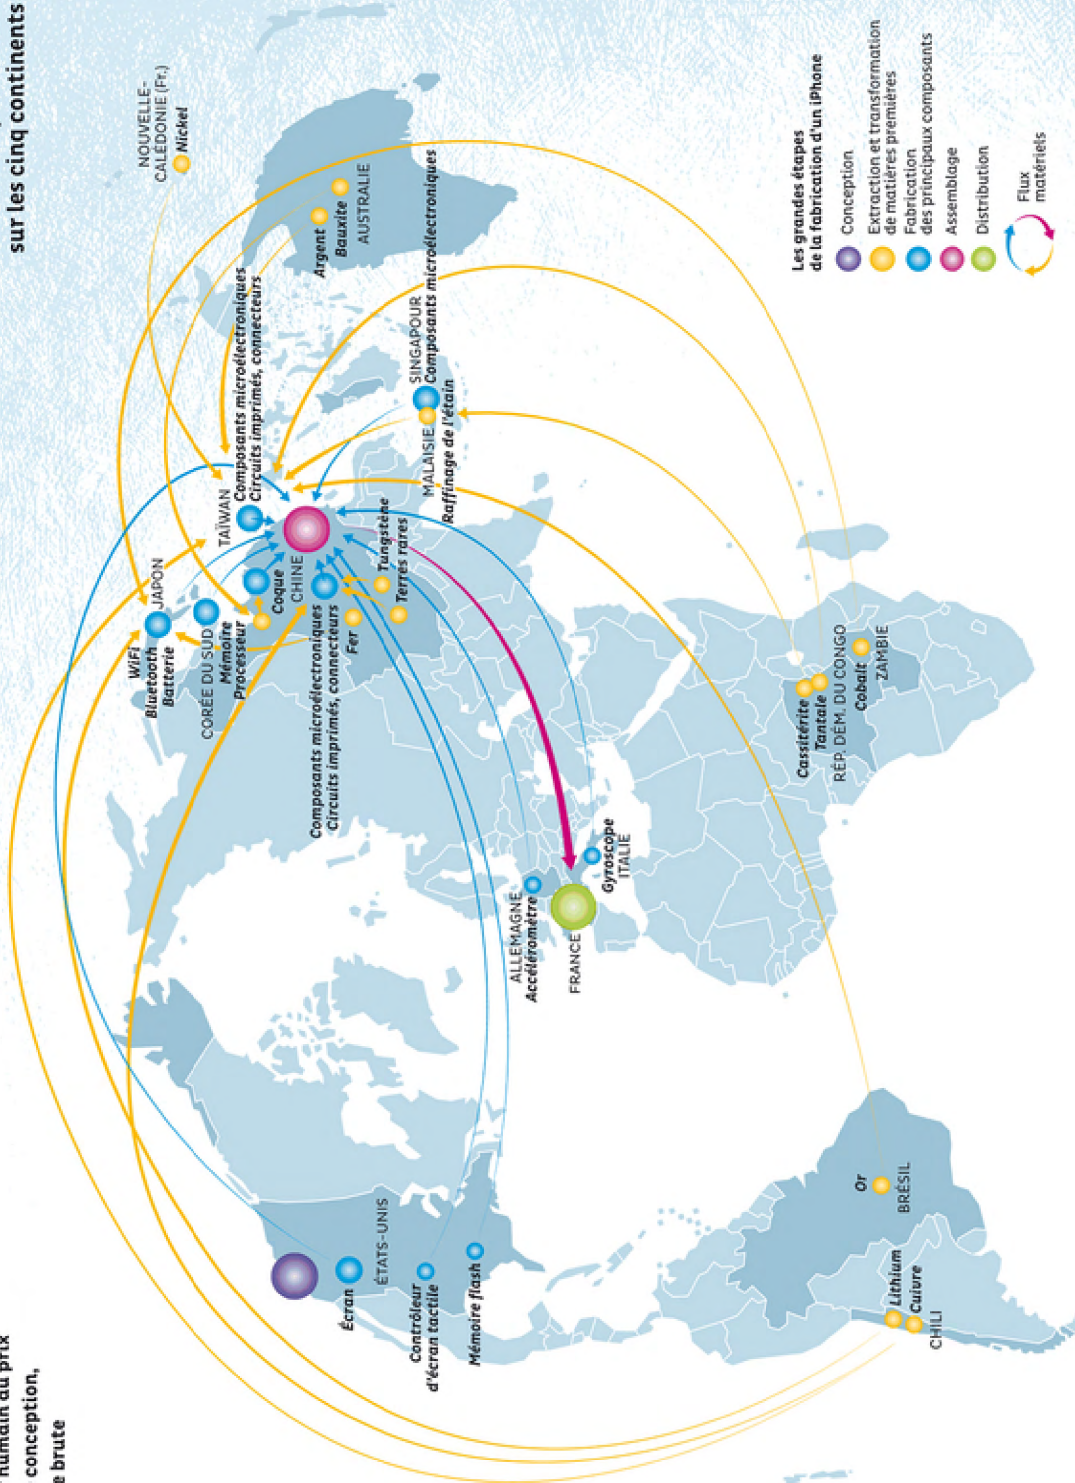 sur les cinq continents
humain au prix
conception,
e brute
NOUVELLE-
CALÉDONIE (Fr.)
Nickel
Argent
Bauxite
AUSTRALIE
Composants microélectroniques
Circuits imprimés, connecteurs
TAÏWAN
SINGAPOUR
Composants microélectroniques
MALAISIE
Raffinage de l'étain
JAPON
WiFi
Bluetooth
Batterie
CORÉE DU SUD
Mémoire
Processeur
Coque
CHINE
Composants microélectroniques
Circuits imprimés, connecteurs
Fer
Tungstène
Terres rares
ALLEMAGNE
Accéléromètre
FRANCE
Gyroscope
ITALIE
Cassitérite
Tantale
RÉP. DÉM. DU CONGO
Cobalt
ZAMBIE
ÉTATS-UNIS
Écran
Contrôleur
d'écran tactile
Mémoire flash
Or
BRÉSIL
Lithium
Cuivre
CHILI
Les grandes étapes
de la fabrication d'un iPhone
Conception
Extraction et transformation
de matières premières
Fabrication
des principaux composants
Assemblage
Distribution
Flux
matériels